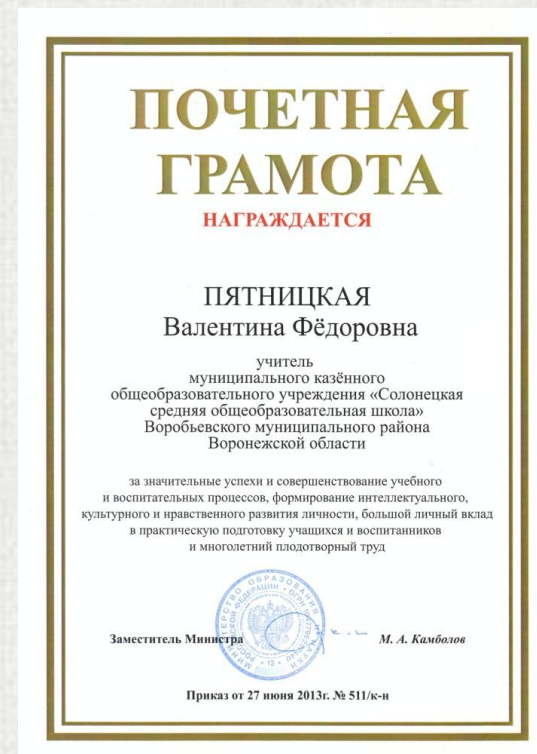 ПОЧЕТНАЯ
ГРАМОТА
НАГРАЖДАЕТСЯ
ПЯТНИЦКАЯ
Валентина Фёдоровна
учитель
муниципального казённого
общеобразовательного учреждения «Солонецкая
средняя общеобразовательная школа»
Воробьевского муниципального района
Воронежской области
за значительные успехи и совершенствование учебного
и воспитательных процессов, формирование интеллектуального,
культурного и нравственного развития личности, большой личный вклад
в практическую подготовку учащихся и воспитанников
и многолетний плодотворный труд
Заместитель Министра
М. А. Камболов
Приказ от 27 июня 2013г. № 511/к-н